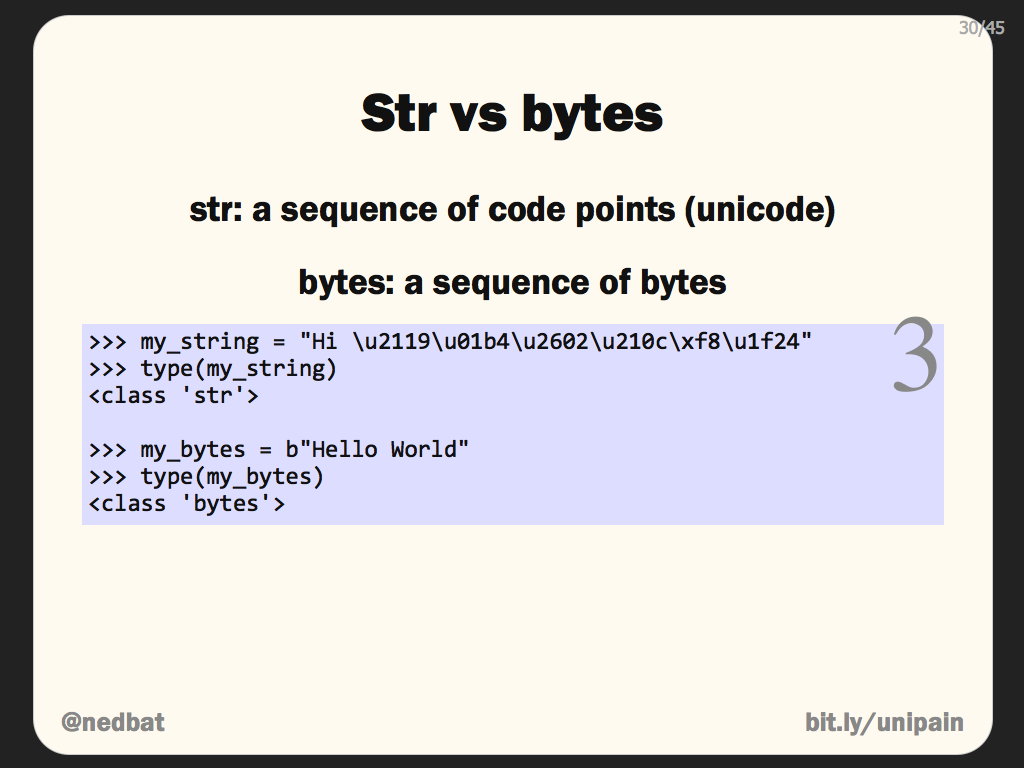 30/45
Str vs bytes
str: a sequence of code points (unicode)
bytes: a sequence of bytes
>>> my_string = "Hi \u2119\u01b4\u2602\u210c\xf8\u1f24"
>>> type(my_string)
<class 'str'>
3
>>> my_bytes = b"Hello World"
>>> type(my_bytes)
<class 'bytes'>
@nedbat
bit.ly/unipain